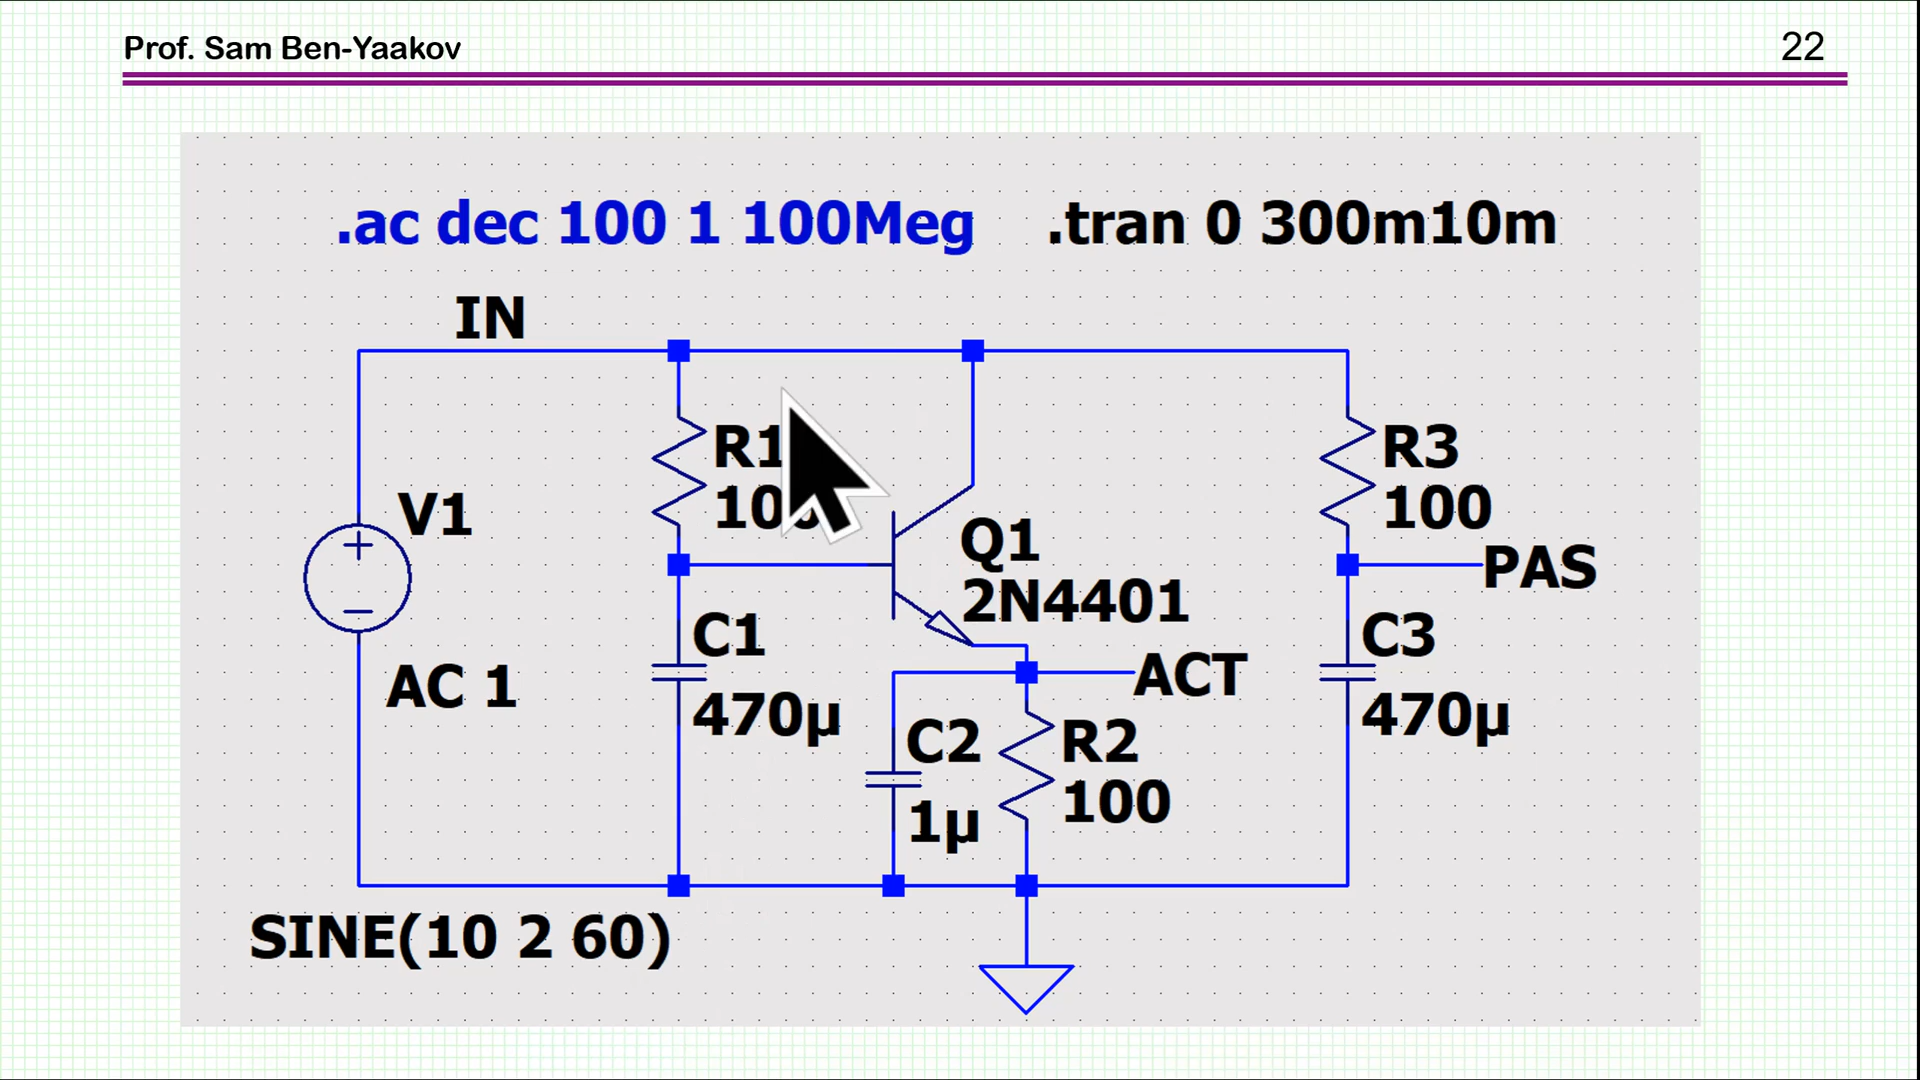 Prof. Sam Ben-Yaakov
22
.ac dec 100 1 100Meg
.tran 0 300m10m
IN
V1
AC 1
SINE(10 2 60)
R1
C1
470µ
Q1
2N4401
ACT
C2
1µ
R2
100
R3
100
PAS
C3
470µ